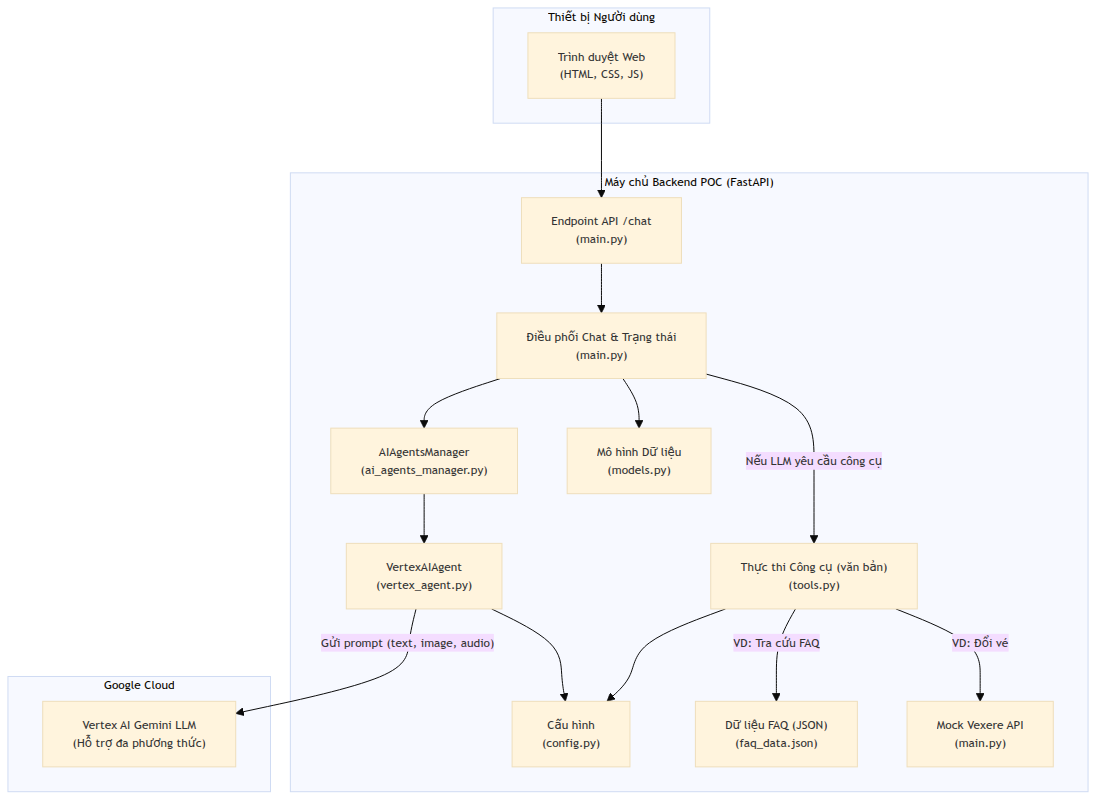 Thiết bị Người dùng
Trình duyệt Web
(HTML, CSS, JS)
Máy chủ Backend POC (FastAPI)
Endpoint API /chat
(main.py)
Điều phối Chat & Trạng thái
(main.py)
AIAgentsManager
(ai_agents_manager.py)
Mô hình Dữ liệu
(models.py)
Nếu LLM yêu cầu công cụ
VertexAIAgent
(vertex_agent.py)
Thực thi Công cụ (văn bản)
(tools.py)
Gửi prompt (text, image, audio)
VD: Tra cứu FAQ
VD: Đổi vé
Google Cloud
Vertex AI Gemini LLM
(Hỗ trợ đa phương thức)
Cấu hình
(config.py)
Dữ liệu FAQ (JSON)
(faq_data.json)
Mock Vexere API
(main.py)